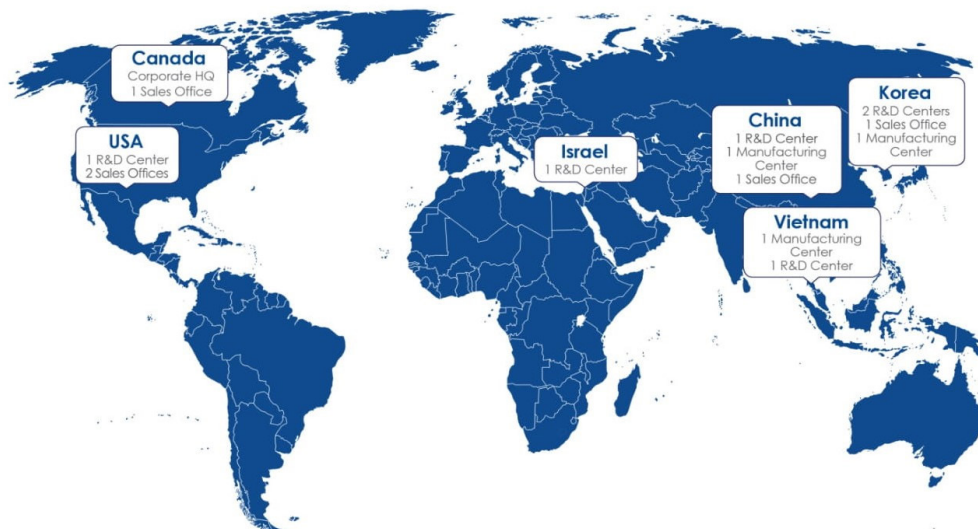 Canada
Corporate HQ
1 Sales Office
USA
1 R&D Center
2 Sales Offices
Israel
1 R&D Center
China
1 R&D Center
1 Manufacturing
Center
1 Sales Office
Korea
2 R&D Centers
1 Sales Office
1 Manufacturing
Center
Vietnam
1 Manufacturing
Center
1 R&D Center